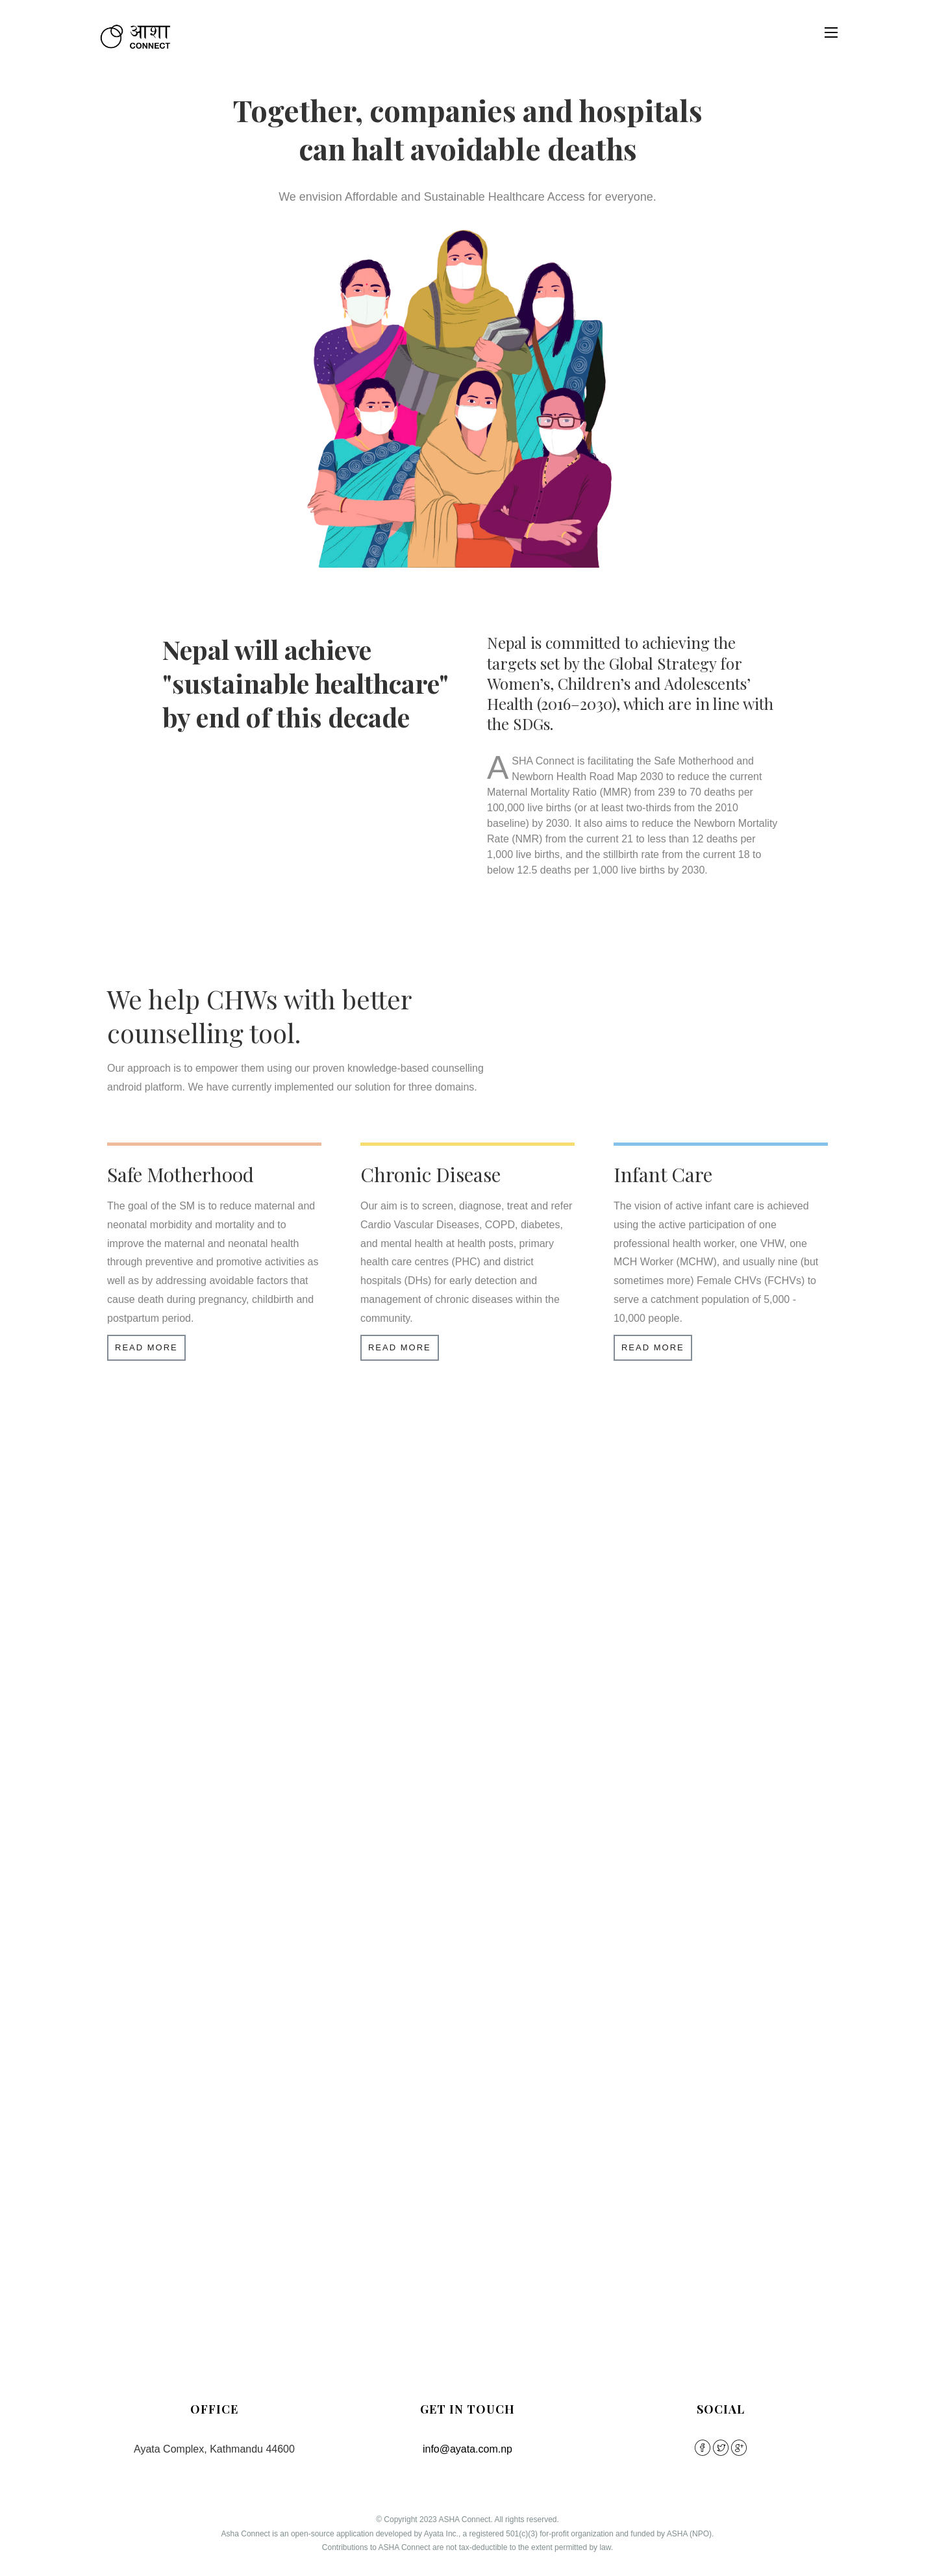 आशा
CONNECT
Together, companies and hospitals
can halt avoidable deaths
We envision Affordable and Sustainable Healthcare Access for everyone.
Nepal will achieve
"sustainable healthcare"
by end of this decade
Nepal is committed to achieving the
targets set by the Global Strategy for
Women’s, Children’s and Adolescents’
Health (2016–2030), which are in line with
the SDGs.
ASHA Connect is facilitating the Safe Motherhood and
Newborn Health Road Map 2030 to reduce the current
Maternal Mortality Ratio (MMR) from 239 to 70 deaths per
100,000 live births (or at least two-thirds from the 2010
baseline) by 2030. It also aims to reduce the Newborn Mortality
Rate (NMR) from the current 21 to less than 12 deaths per
1,000 live births, and the stillbirth rate from the current 18 to
below 12.5 deaths per 1,000 live births by 2030.
We help CHWs with better
counselling tool.
Our approach is to empower them using our proven knowledge-based counselling
android platform. We have currently implemented our solution for three domains.
Safe Motherhood
The goal of the SM is to reduce maternal and
neonatal morbidity and mortality and to
improve the maternal and neonatal health
through preventive and promotive activities as
well as by addressing avoidable factors that
cause death during pregnancy, childbirth and
postpartum period.
READ MORE
Chronic Disease
Our aim is to screen, diagnose, treat and refer
Cardio Vascular Diseases, COPD, diabetes,
and mental health at health posts, primary
health care centres (PHC) and district
hospitals (DHs) for early detection and
management of chronic diseases within the
community.
READ MORE
Infant Care
The vision of active infant care is achieved
using the active participation of one
professional health worker, one VHW, one
MCH Worker (MCHW), and usually nine (but
sometimes more) Female CHVs (FCHVs) to
serve a catchment population of 5,000 -
10,000 people.
READ MORE
OFFICE
Ayata Complex, Kathmandu 44600
GET IN TOUCH
info@ayata.com.np
SOCIAL
© Copyright 2023 ASHA Connect. All rights reserved.
Asha Connect is an open-source application developed by Ayata Inc., a registered 501(c)(3) for-profit organization and funded by ASHA (NPO).
Contributions to ASHA Connect are not tax-deductible to the extent permitted by law.